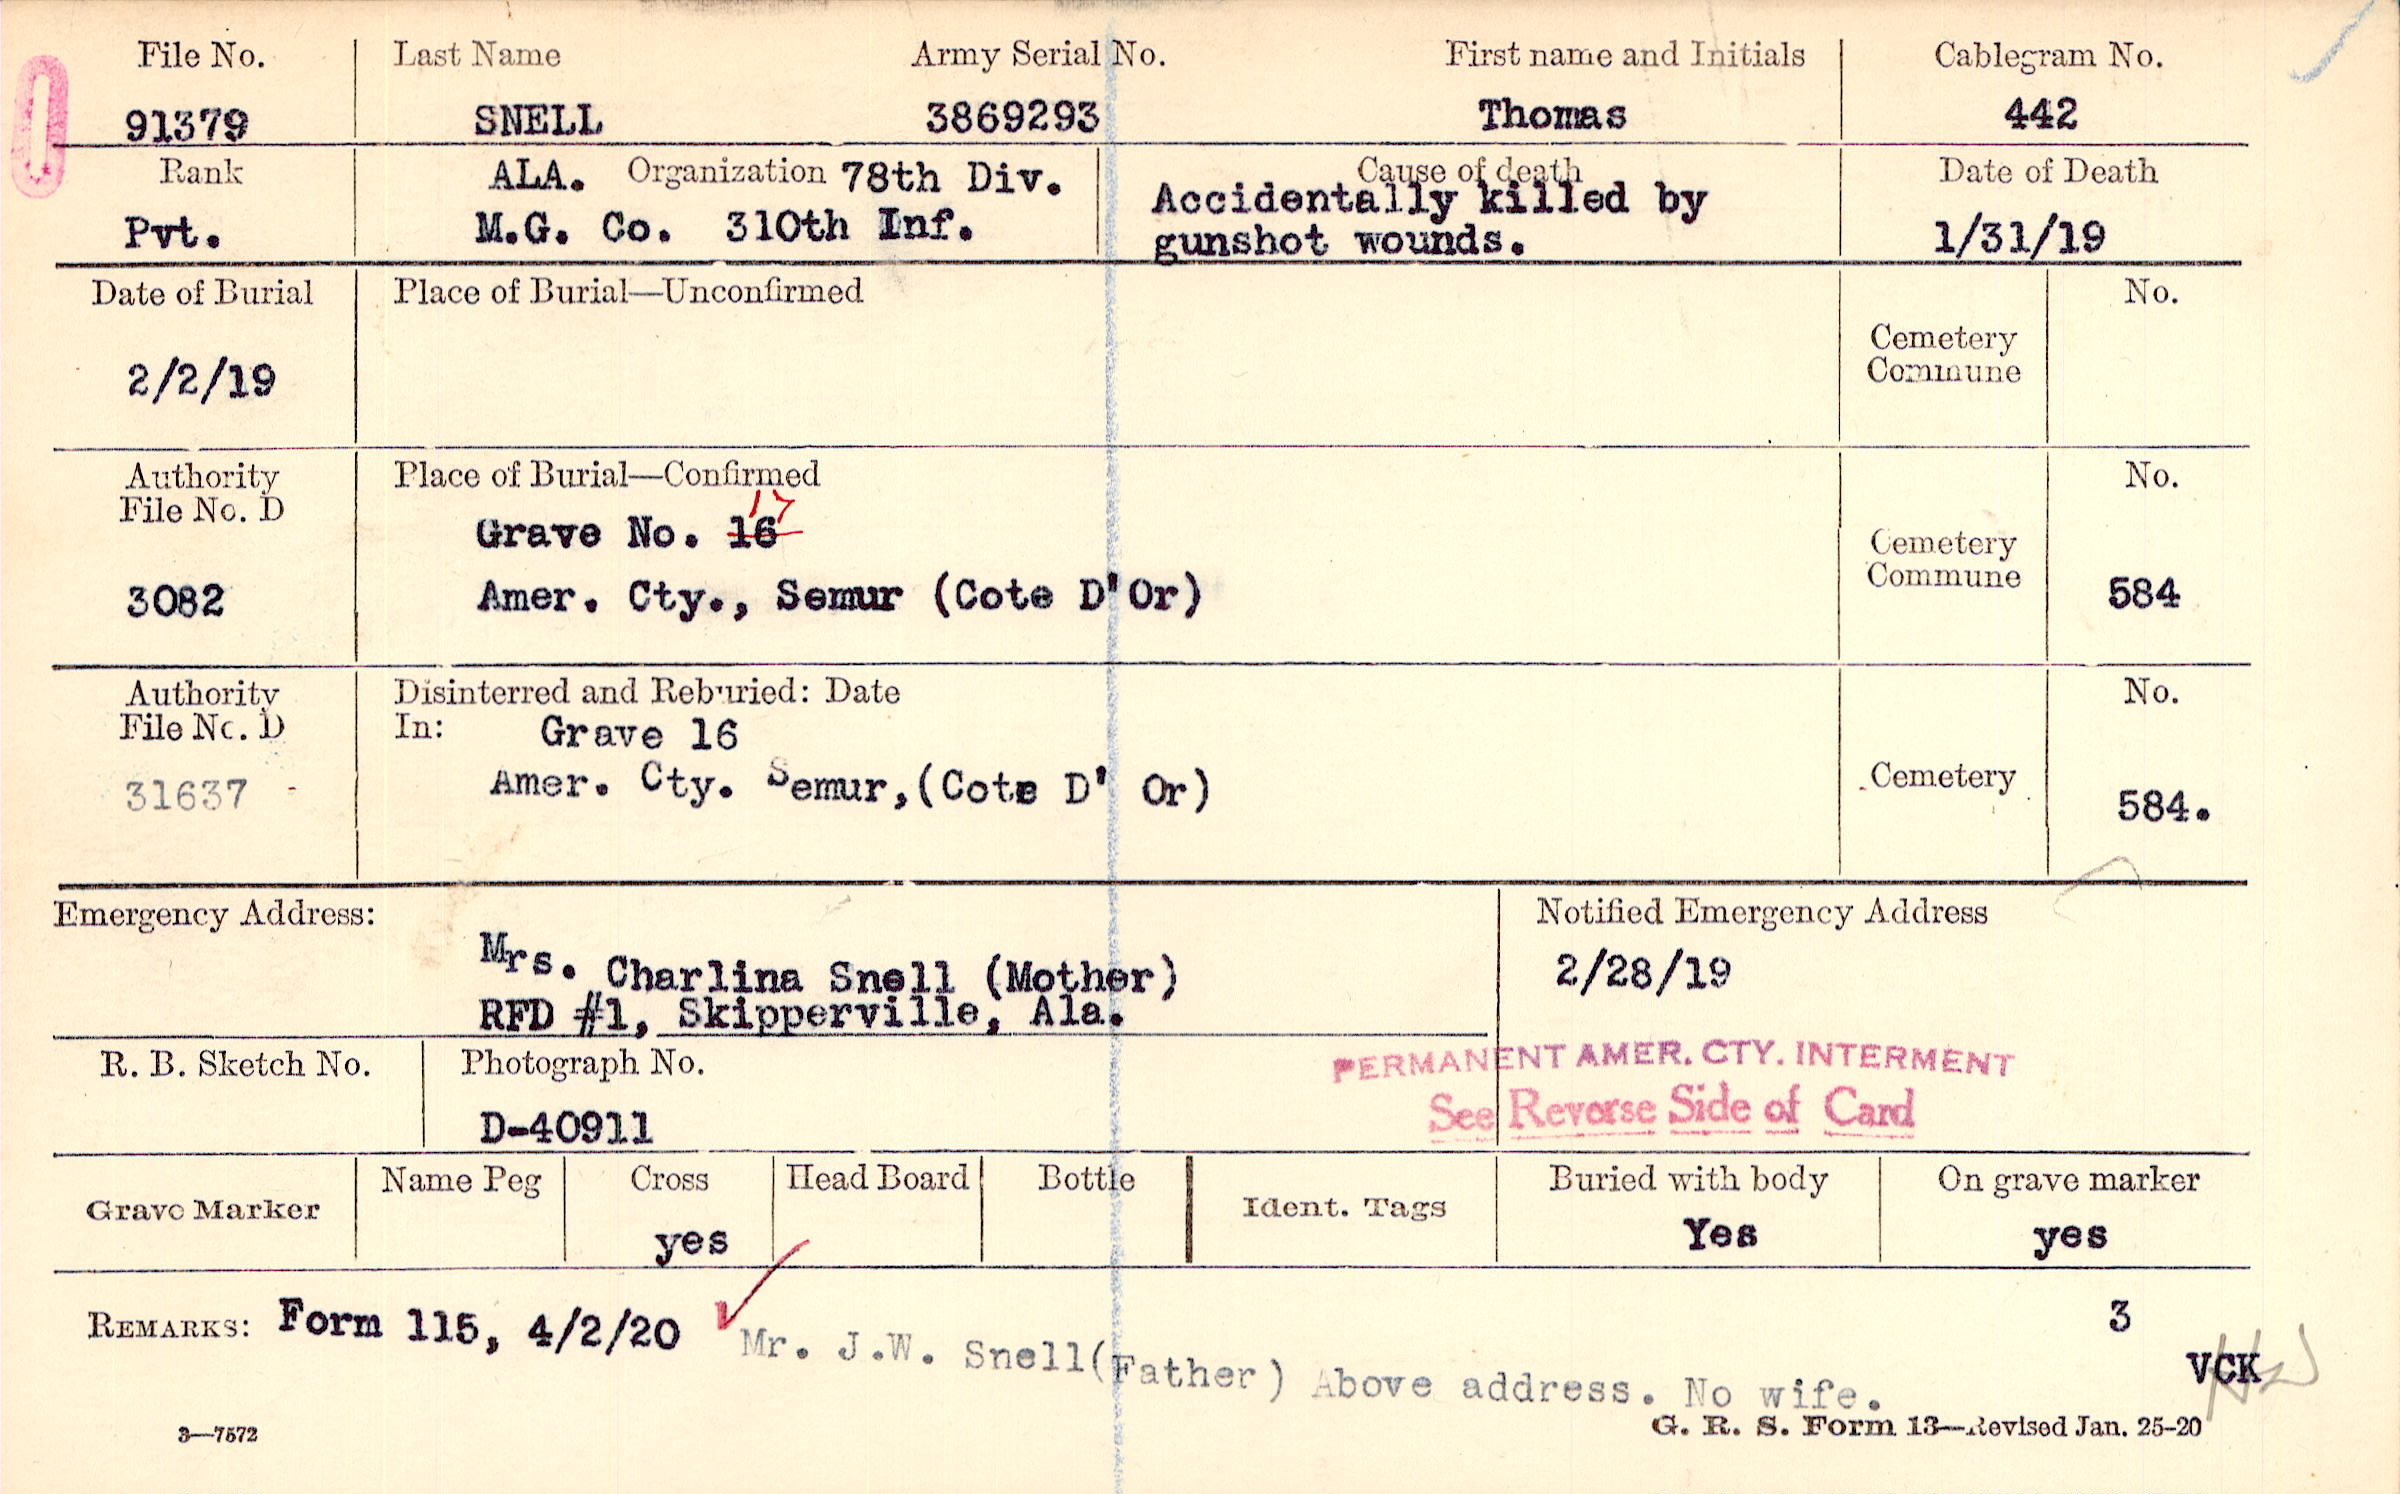 File No. Last Name Army Serial No. First name and Initials Cablegram No.
91379 SNELL 3869293 Thomas 442
Rank ALA. Organization 78th Div. Cause of death Date of Death
Pvt. M.G. Co. 310th Inf. Accidentally killed by
gunshot wounds. 1/31/19
Date of Burial Place of Burial—Unconfirmed No.
Cemetery
Commune
2/2/19
Authority Place of Burial—Confirmed No.
File No. D
17
Grave No. 16
Cemetery
Commune
3082 Amer. Cty., Semur (Cote D'Or) 584
Authority Disinterred and Reburied: Date No.
File No. D In: Grave 16
31637 - Amer. Cty. Semur, (Cote D' Or) Cemetery 584.
Emergency Address: Notified Emergency Address
Mrs. Charlina Snell (Mother) 2/28/19
RFD #1, Skipperville, Ala.
R. B. Sketch No. Photograph No. PERMANENT AMER. CTY. INTERMENT
D-40911 See Reverse Side of Card
Grave Marker Name Peg Cross Head Board Bottle Ident. Tags Buried with body On grave marker
yes Yes yes
REMARKS: Form 115, 4/2/20 3
Mr. J.W. Snell(Father) Above address. No wife. VCK
3—7572 G. R. S. Form 13—Revised Jan. 25-20